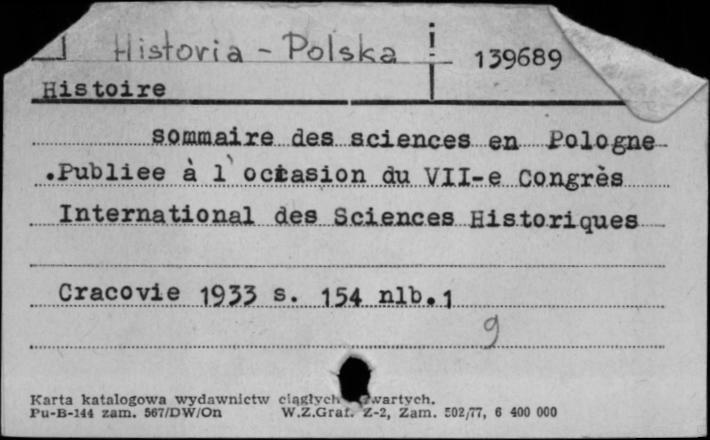 Historia - Polska 139689
Histoire
sommaire des sciences en Pologne
.Publiee à l'occasion du VII-e Congrès
International des Sciences Historiques
Cracovie 1933 s. 154 nlb.1
9
Karta katalogowa wydawnictw ciągłych
Pu-B-144 zam. 567/DW/On W.Z.Graf. Z-2, Zam. 502/77, 6 400 000